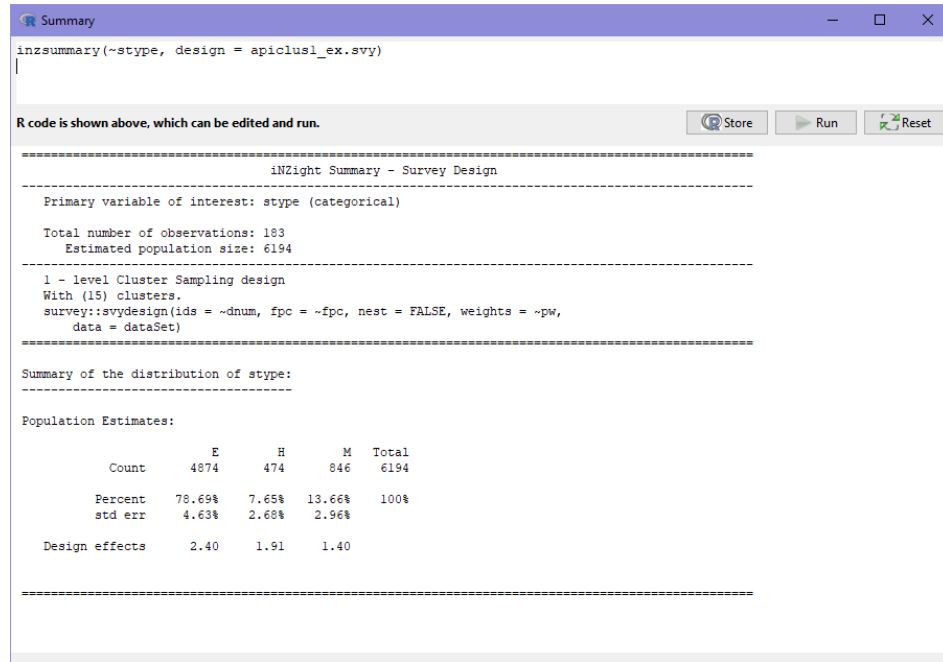 Summary
inzsummary(~stype, design = apiclus1_ex.svy)
R code is shown above, which can be edited and run.
Store
Run
Reset
====================================================================================================
iNZight Summary - Survey Design
----------------------------------------------------------------------------------------------------
Primary variable of interest: stype (categorical)
Total number of observations: 183
Estimated population size: 6194
----------------------------------------------------------------------------------------------------
1 - level Cluster Sampling design
With (15) clusters.
survey::svydesign(ids = ~dnum, fpc = ~fpc, nest = FALSE, weights = ~pw,
data = dataSet)
====================================================================================================
Summary of the distribution of stype:
-------------------------------------
Population Estimates:
E H M Total
Count 4874 474 846 6194
Percent 78.69% 7.65% 13.66% 100%
std err 4.63% 2.68% 2.96%
Design effects 2.40 1.91 1.40
====================================================================================================